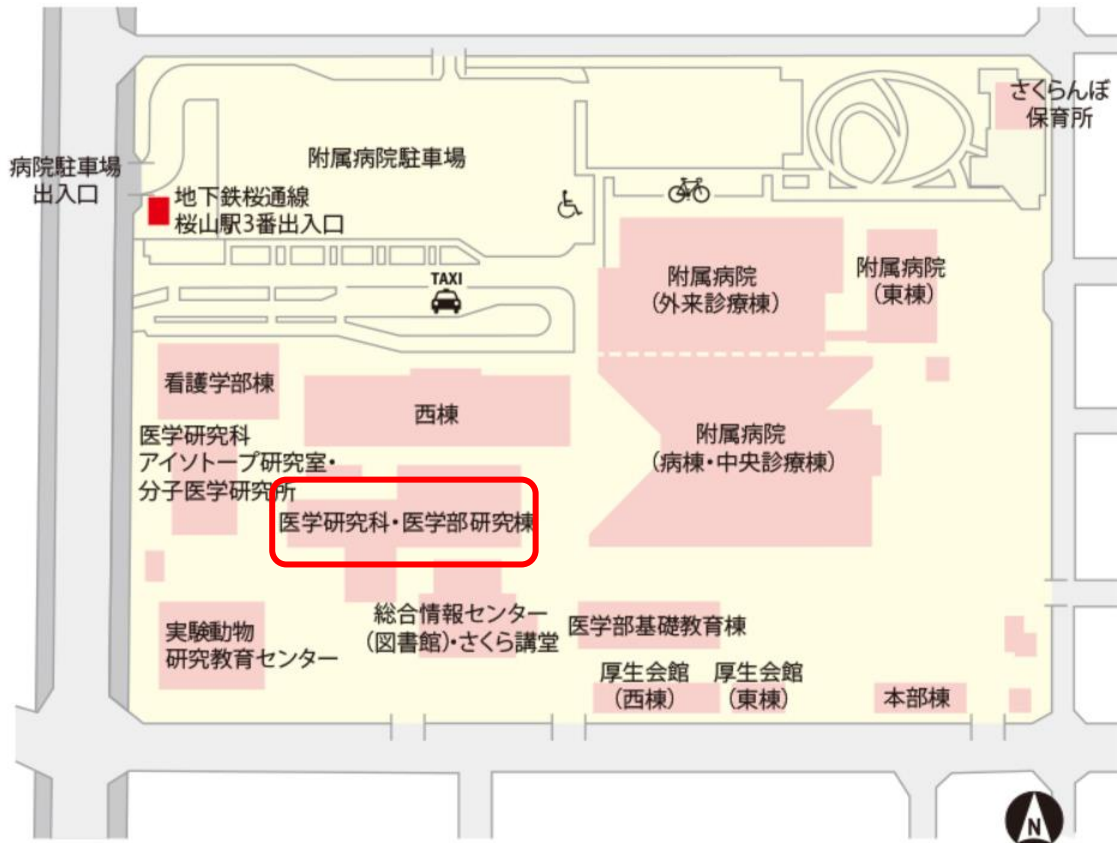 さくらんぼ
保育所
病院駐車場
出入口
附属病院駐車場
地下鉄桜通線
桜山駅3番出入口
TAXI
附属病院
(外来診療棟)
附属病院
(東棟)
看護学部棟
西棟
附属病院
(病棟・中央診療棟)
医学研究科
アイソトープ研究室・
分子医学研究所
医学研究科・医学部研究棟
総合情報センター
(図書館)・さくら講堂
医学部基礎教育棟
実験動物
研究教育センター
厚生会館
(西棟)
厚生会館
(東棟)
本部棟
N